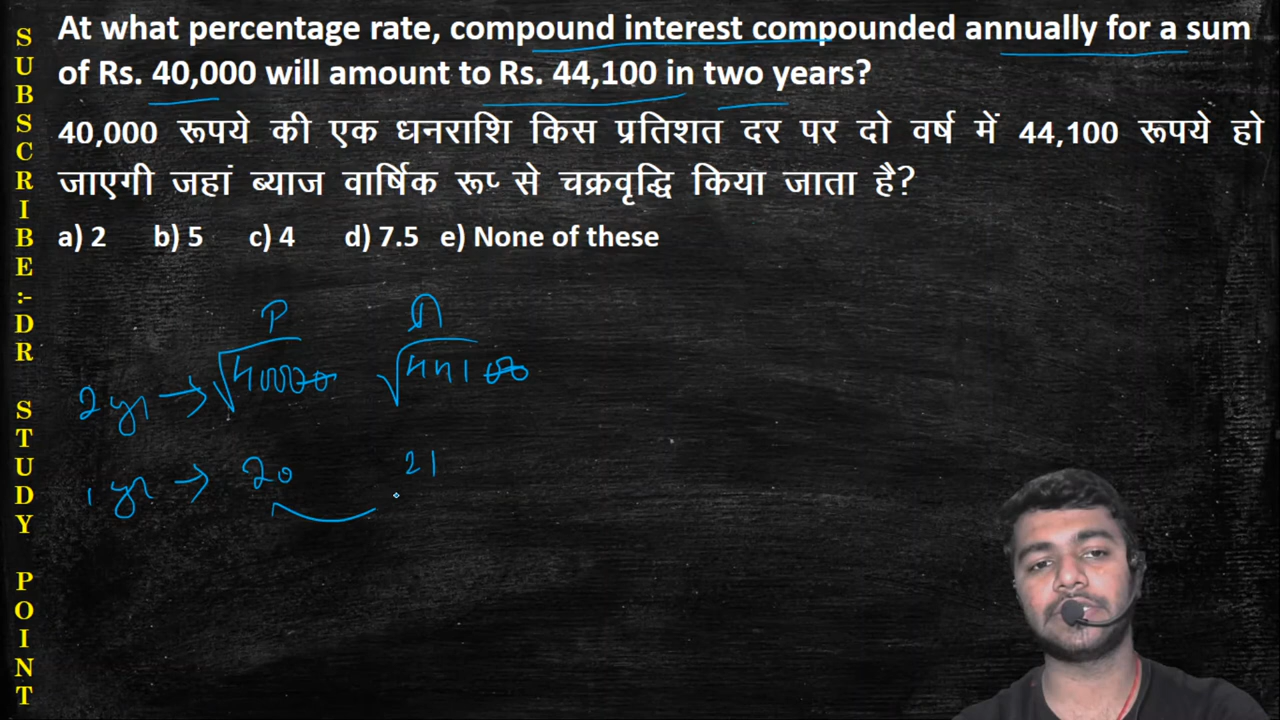 SUBSCRIBE:-DR STUDY POINT
At what percentage rate, compound interest compounded annually for a sum
of Rs. 40,000 will amount to Rs. 44,100 in two years?
40,000 रूपये की एक धनराशि किस प्रतिशत दर पर दो वर्ष में 44,100 रूपये हो
जाएगी जहां ब्याज वार्षिक रूप् से चक्रवृद्धि किया जाता है?
a) 2 b) 5 c) 4 d) 7.5 e) None of these
P A
2 yr → √40000 √44100
1 yr → 20 21